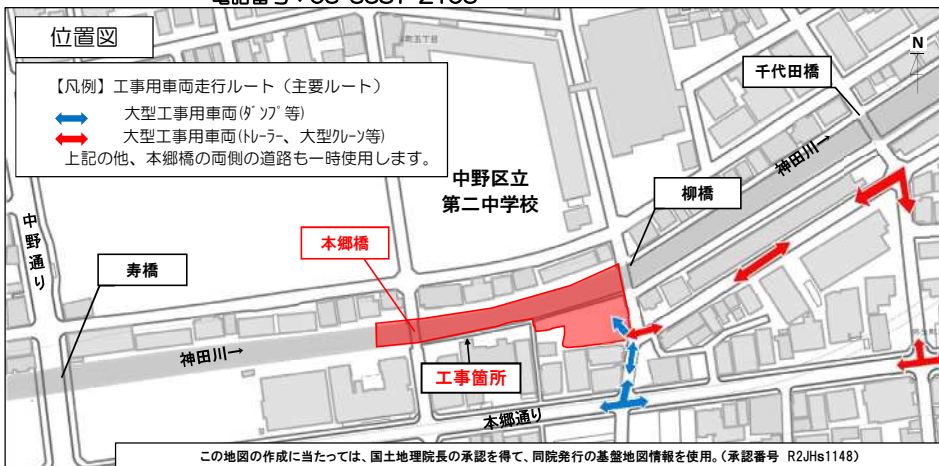 位置図
【凡例】工事用車両走行ルート（主要ルート）
大型工事用車両(ダンプ等)
大型工事用車両(トレーラー、大型クレーン等)
上記の他、本郷橋の両側の道路も一時使用します。
N
千代田橋
神田川→
中野区立
第二中学校
柳橋
中野通り
本郷橋
寿橋
神田川→
工事箇所
本郷通り
この地図の作成に当たっては、国土地理院長の承認を得て、同院発行の基盤地図情報を使用。(承認番号 R2JHs1148)